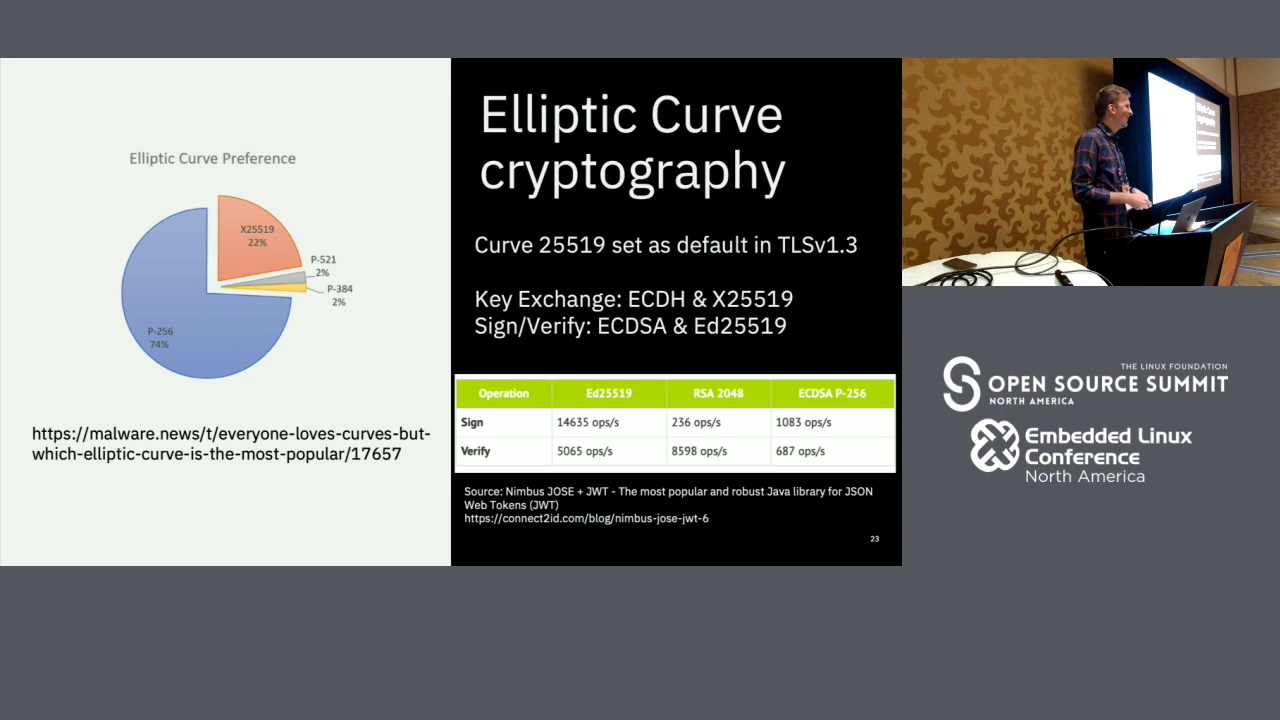 Elliptic Curve Preference
X25519
22%
P-521
2%
P-384
2%
P-256
74%
https://malware.news/t/everyone-loves-curves-but-
which-elliptic-curve-is-the-most-popular/17657
Elliptic Curve
cryptography
Curve 25519 set as default in TLSv1.3
Key Exchange: ECDH & X25519
Sign/Verify: ECDSA & Ed25519
Operation Ed25519 RSA 2048 ECDSA P-256
Sign 14635 ops/s 236 ops/s 1083 ops/s
Verify 5065 ops/s 8598 ops/s 687 ops/s
Source: Nimbus JOSE + JWT - The most popular and robust Java library for JSON
Web Tokens (JWT)
https://connect2id.com/blog/nimbus-jose-jwt-6
23
Elliptic Curve
cryptography
THE LINUX FOUNDATION
OPEN SOURCE SUMMIT
NORTH AMERICA
Embedded Linux
Conference
North America